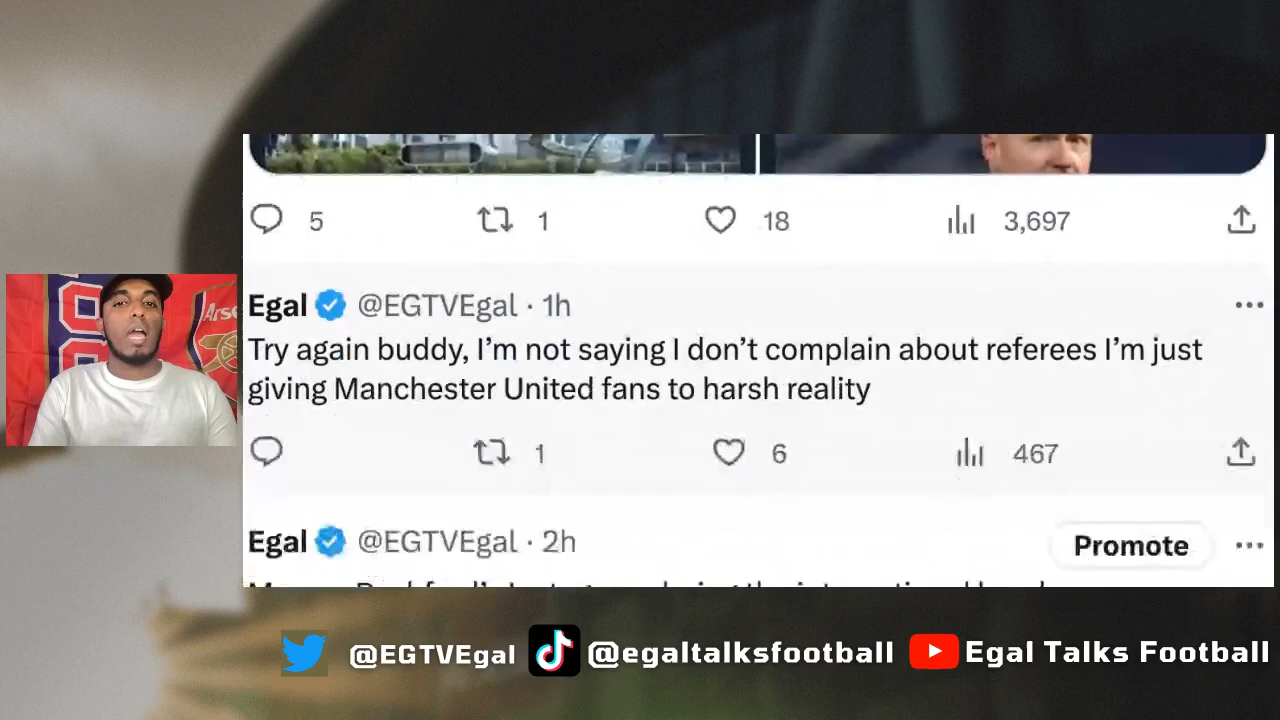 5 1 18 3,697
Egal @EGTVEgal · 1h ...
Try again buddy, I'm not saying I don't complain about referees I'm just
giving Manchester United fans to harsh reality
1 6 467
Egal @EGTVEgal · 2h Promote ...
@EGTVEgal @egaltalksfootball Egal Talks Football